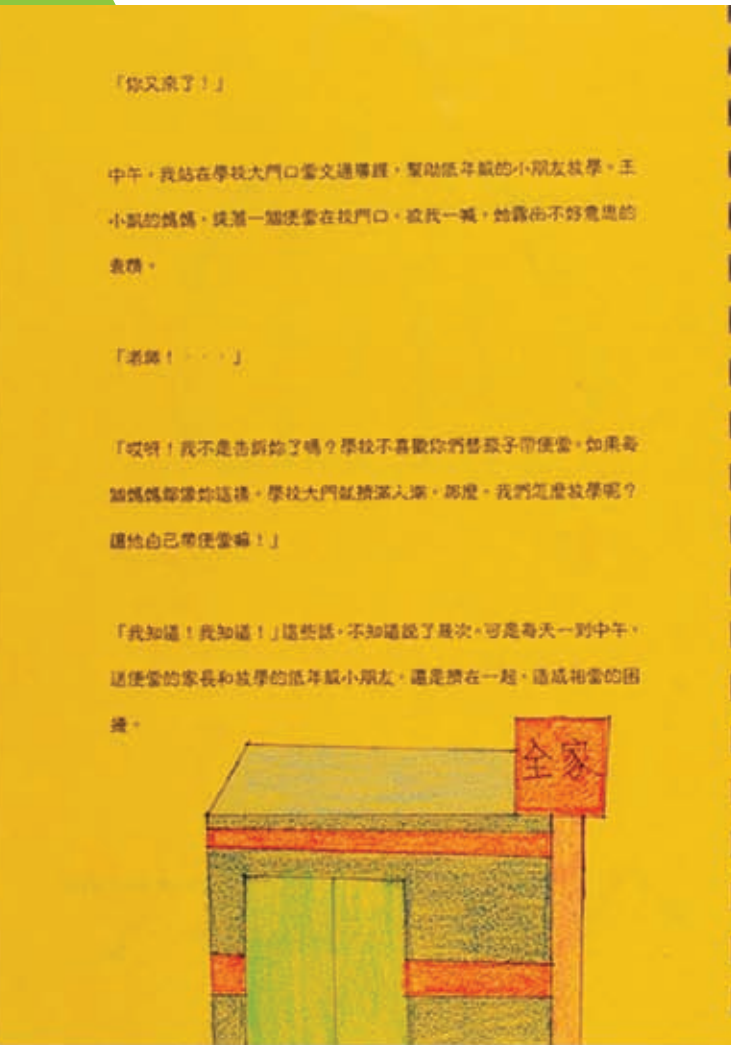 「你又來了！」
中午，我站在學校大門口當交通導護，幫助低年級的小朋友放學。王
小凱的媽媽，提著一個便當在校門口，被我一喊，她露出不好意思的
表情。
「老師！···」
「哎呀！我不是告訴妳了嗎？學校不喜歡你們替孩子帶便當。如果每
個媽媽都像妳這樣，學校大門就擠滿人潮，那麼，我們怎麼放學呢？
讓他自己帶便當嘛！」
「我知道！我知道！」這些話，不知道說了幾次。可是每天一到中午，
送便當的家長和放學的低年級小朋友，還是擠在一起，造成相當的困
擾。
全家